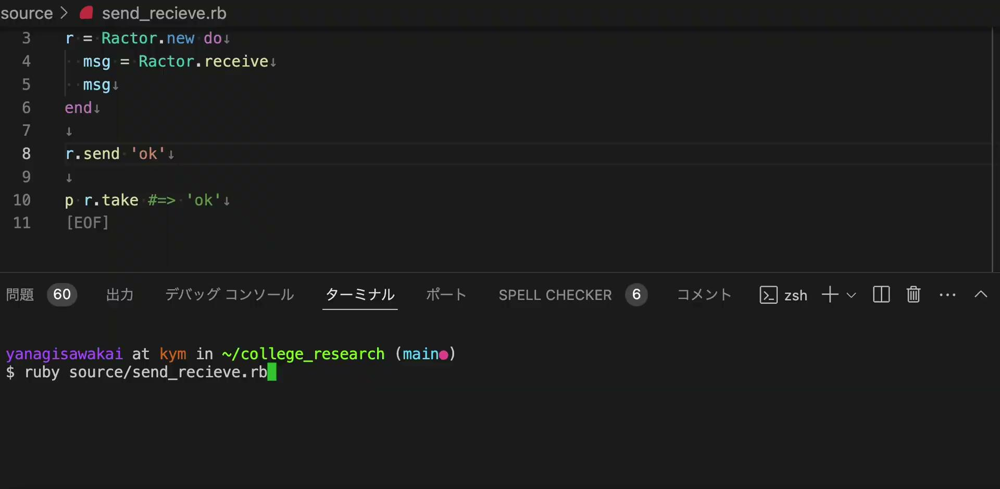 source > send_recieve.rb
3 r = Ractor.new do↓
4 msg = Ractor.receive↓
5 msg↓
6 end↓
7 ↓
8 r.send 'ok'↓
9 ↓
10 p r.take #=> 'ok'↓
11 [EOF]
問題 60 出力 デバッグ コンソール ターミナル ポート SPELL CHECKER 6 コメント zsh
yanagisawakai at kym in ~/college_research (main●)
$ ruby source/send_recieve.rb